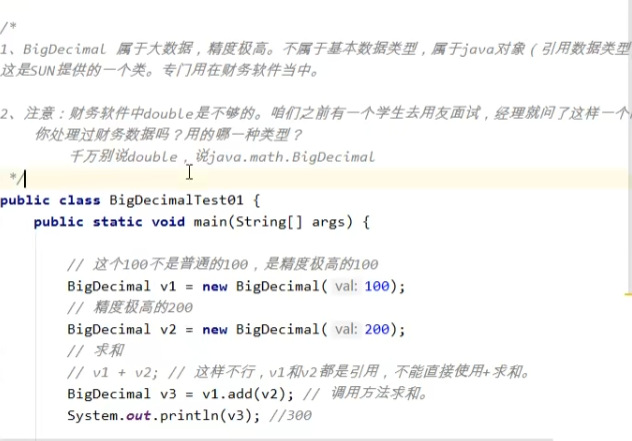 /*
1、BigDecimal 属于大数据，精度极高。不属于基本数据类型，属于java对象（引用数据类型
这是SUN提供的一个类。专门用在财务软件当中。
2、注意：财务软件中double是不够的。咱们之前有一个学生去用友面试，经理就问了这样一个
你处理过财务数据吗？用的哪一种类型？
千万别说double，说java.math.BigDecimal
*/
public class BigDecimalTest01 {
public static void main(String[] args) {
// 这个100不是普通的100，是精度极高的100
BigDecimal v1 = new BigDecimal( val: 100);
// 精度极高的200
BigDecimal v2 = new BigDecimal( val: 200);
// 求和
// v1 + v2; // 这样不行，v1和v2都是引用，不能直接使用+求和。
BigDecimal v3 = v1.add(v2); // 调用方法求和。
System.out.println(v3); //300